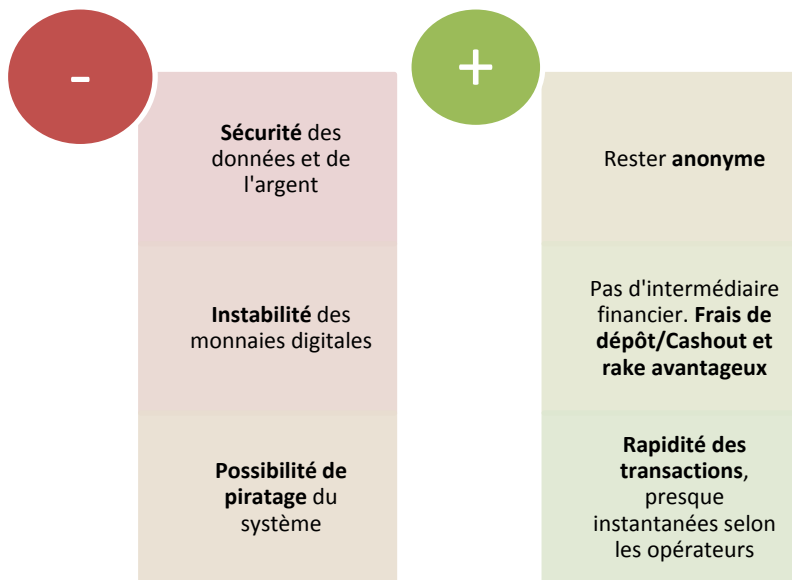 -
Sécurité des
données et de
l'argent
Instabilité des
monnaies digitales
Possibilité de
piratage du
système
+
Rester anonyme
Pas d'intermédiaire
financier. Frais de
dépôt/Cashout et
rake avantageux
Rapidité des
transactions,
presque
instantanées selon
les opérateurs